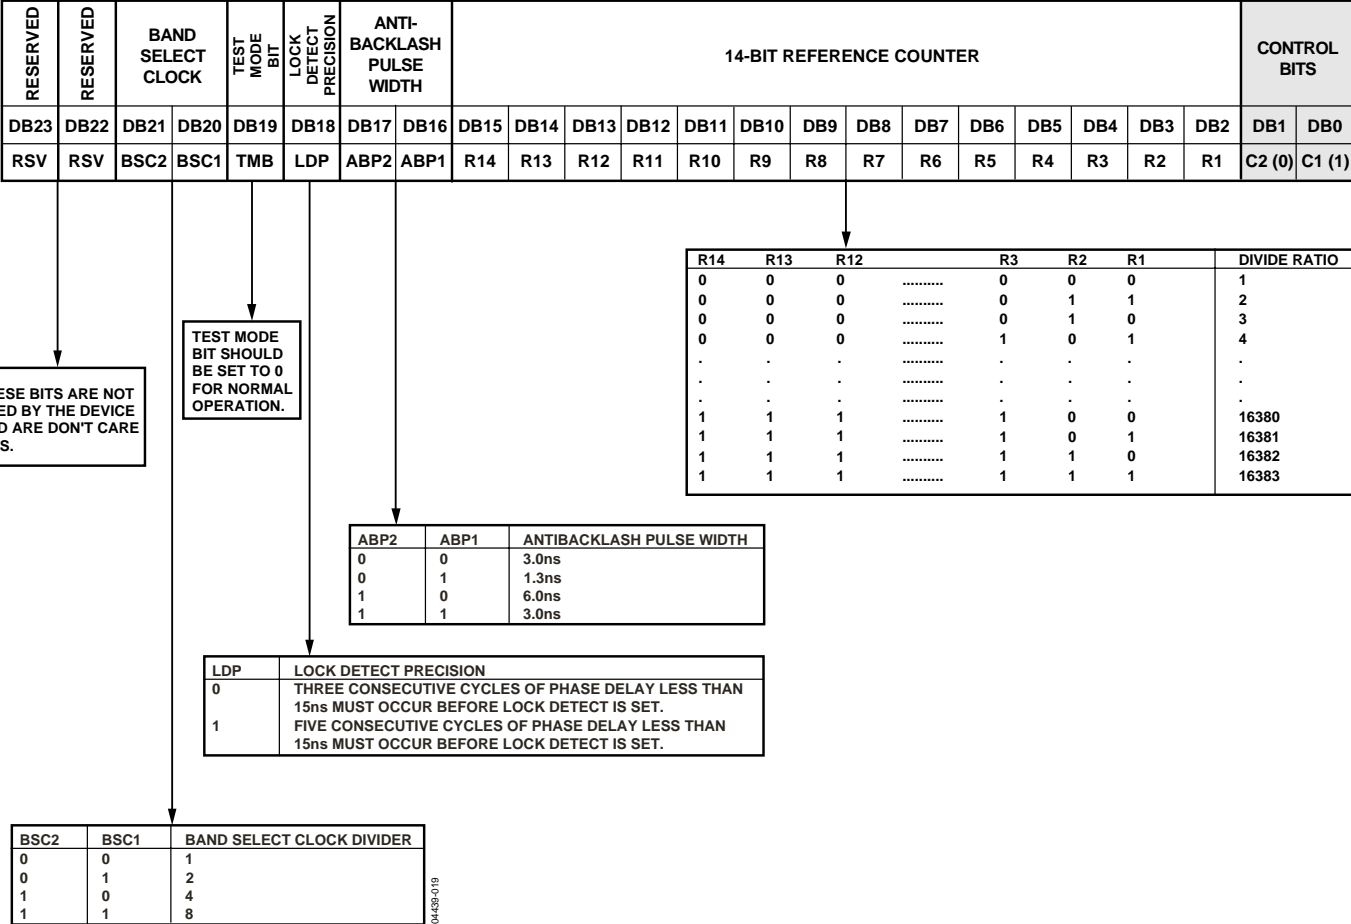 RESERVED
RESERVED
BAND
SELECT
CLOCK
TEST
MODE
BIT
LOCK
DETECT
PRECISION
ANTI-
BACKLASH
PULSE
WIDTH
14-BIT REFERENCE COUNTER
CONTROL
BITS
DB23 DB22 DB21 DB20 DB19 DB18 DB17 DB16 DB15 DB14 DB13 DB12 DB11 DB10 DB9 DB8 DB7 DB6 DB5 DB4 DB3 DB2 DB1 DB0
RSV RSV BSC2 BSC1 TMB LDP ABP2 ABP1 R14 R13 R12 R11 R10 R9 R8 R7 R6 R5 R4 R3 R2 R1 C2 (0) C1 (1)
R14 R13 R12 R3 R2 R1 DIVIDE RATIO
0 0 0 .......... 0 0 0 1
0 0 0 .......... 0 1 1 2
0 0 0 .......... 0 1 0 3
0 0 0 .......... 1 0 1 4
. . . .......... . . . .
. . . .......... . . . .
. . . .......... . . . .
1 1 1 .......... 1 0 0 16380
1 1 1 .......... 1 0 1 16381
1 1 1 .......... 1 1 0 16382
1 1 1 .......... 1 1 1 16383
TEST MODE
BIT SHOULD
BE SET TO 0
FOR NORMAL
OPERATION.
ESE BITS ARE NOT
ED BY THE DEVICE
D ARE DON'T CARE
S.
ABP2 ABP1 ANTIBACKLASH PULSE WIDTH
0 0 3.0ns
0 1 1.3ns
1 0 6.0ns
1 1 3.0ns
LDP LOCK DETECT PRECISION
0 THREE CONSECUTIVE CYCLES OF PHASE DELAY LESS THAN
15ns MUST OCCUR BEFORE LOCK DETECT IS SET.
1 FIVE CONSECUTIVE CYCLES OF PHASE DELAY LESS THAN
15ns MUST OCCUR BEFORE LOCK DETECT IS SET.
BSC2 BSC1 BAND SELECT CLOCK DIVIDER
0 0 1
0 1 2
1 0 4
1 1 8
04439-019